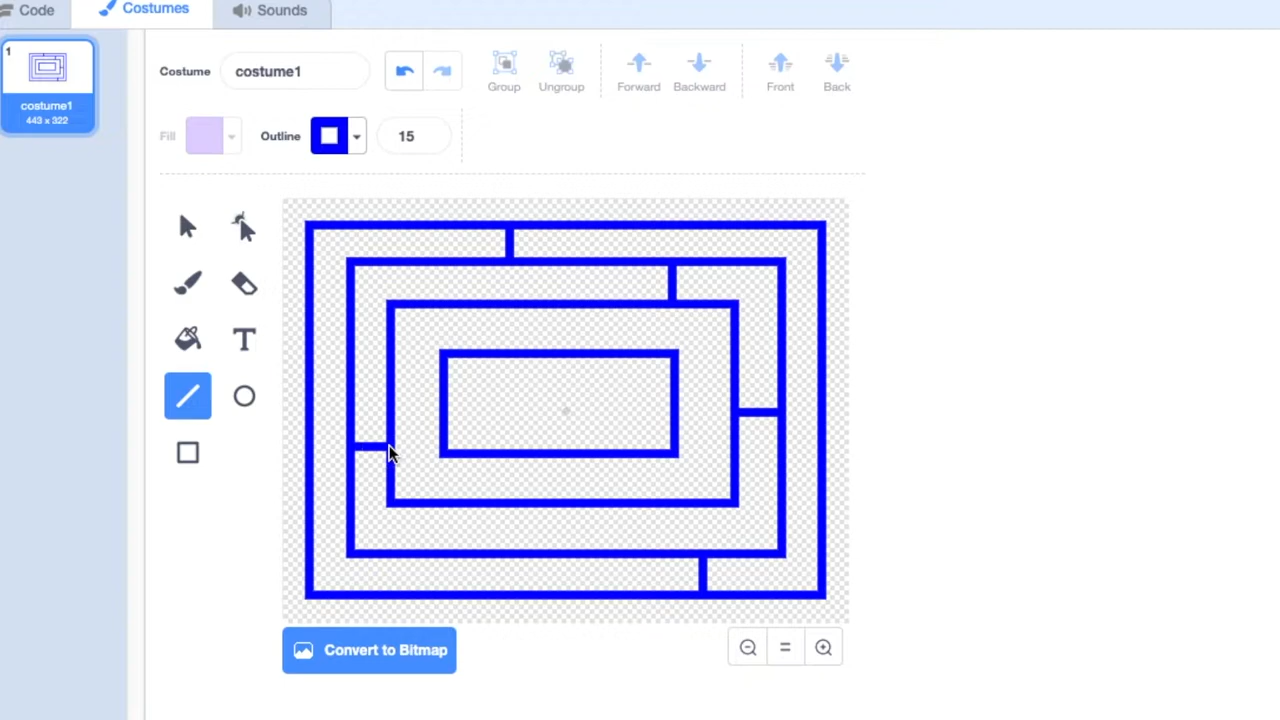 Code
Costumes
Sounds
1
costume1
443 x 322
Costume
costume1
Group
Ungroup
Forward
Backward
Front
Back
Fill
Outline
15
T
Convert to Bitmap